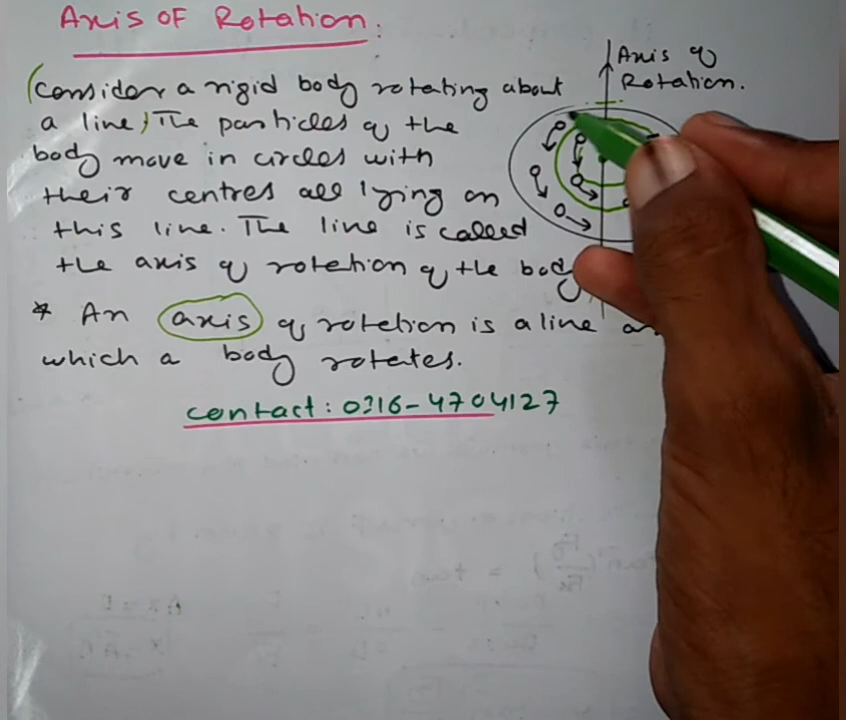 Axis OF Rotation:
(Consider a rigid body rotating about
a line) The particles of the
body move in circles with
their centres all lying on
this line. The line is called
the axis of rotation of the body
* An axis of rotation is a line
which a body rotates.
contact: 0316-4704127
Axis of
Rotation.